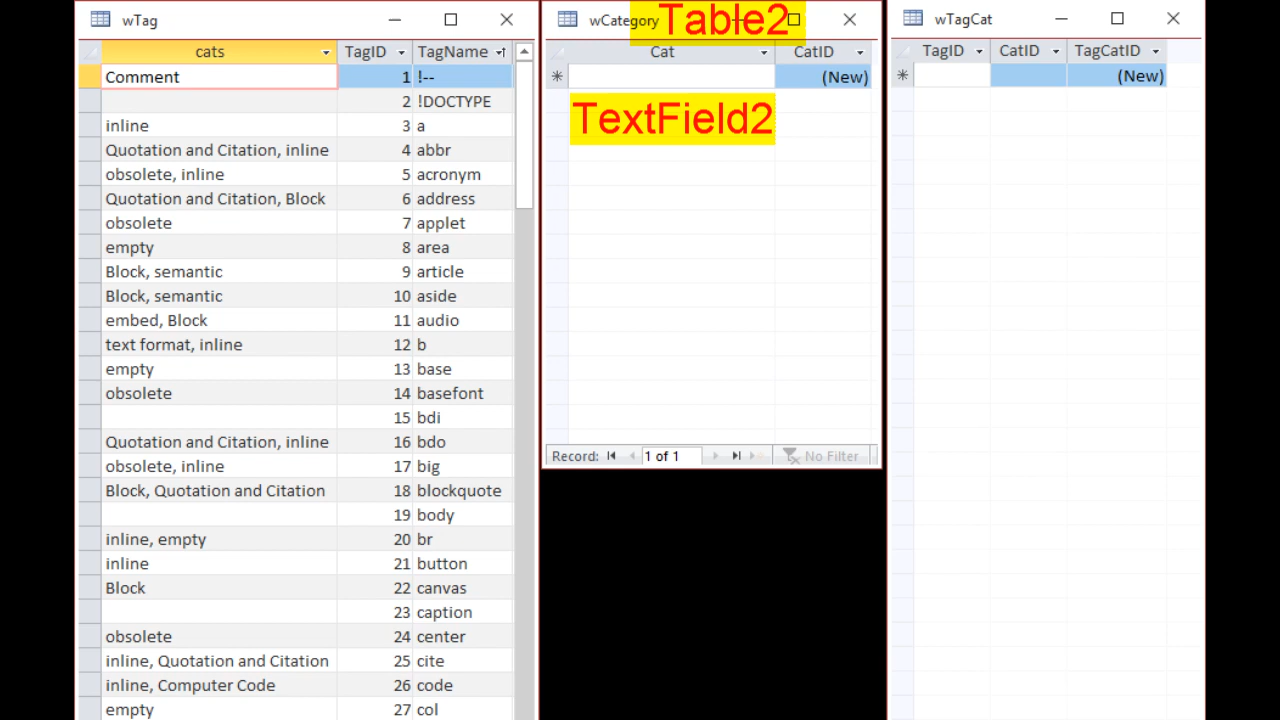 wTag
cats TagID TagName
Comment 1 !--
2 !DOCTYPE
inline 3 a
Quotation and Citation, inline 4 abbr
obsolete, inline 5 acronym
Quotation and Citation, Block 6 address
obsolete 7 applet
empty 8 area
Block, semantic 9 article
Block, semantic 10 aside
embed, Block 11 audio
text format, inline 12 b
empty 13 base
obsolete 14 basefont
15 bdi
Quotation and Citation, inline 16 bdo
obsolete, inline 17 big
Block, Quotation and Citation 18 blockquote
19 body
inline, empty 20 br
inline 21 button
Block 22 canvas
23 caption
obsolete 24 center
inline, Quotation and Citation 25 cite
inline, Computer Code 26 code
empty 27 col
wCategory Table2
Cat CatID
* (New)
TextField2
Record: 1 of 1 No Filter
wTagCat
TagID CatID TagCatID
* (New)